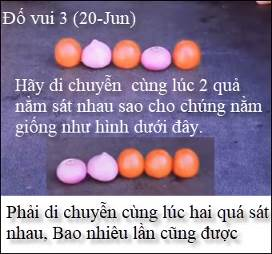 Đố vui 3 (20-Jun)
Hãy di chuyển cùng lúc 2 quả
nằm sát nhau sao cho chúng nằm
giống như hình dưới đây.
Phải di chuyển cùng lúc hai quá sát
nhau, Bao nhiêu lần cũng được